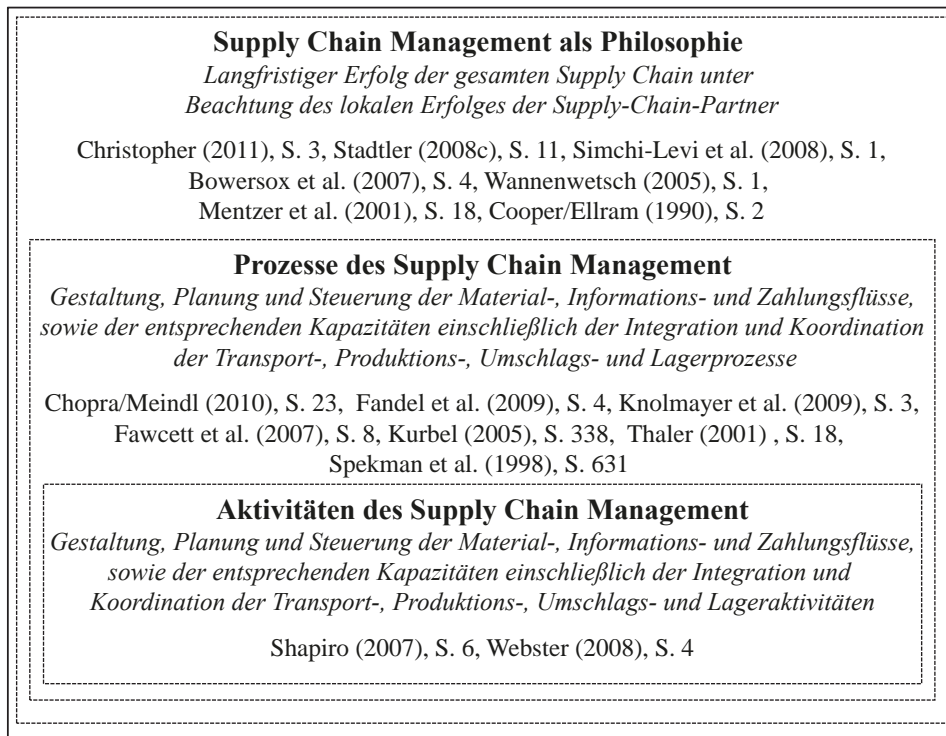 Supply Chain Management als Philosophie
Langfristiger Erfolg der gesamten Supply Chain unter
Beachtung des lokalen Erfolges der Supply-Chain-Partner
Christopher (2011), S. 3, Stadtler (2008c), S. 11, Simchi-Levi et al. (2008), S. 1,
Bowersox et al. (2007), S. 4, Wannenwetsch (2005), S. 1,
Mentzer et al. (2001), S. 18, Cooper/Ellram (1990), S. 2
Prozesse des Supply Chain Management
Gestaltung, Planung und Steuerung der Material-, Informations- und Zahlungsflüsse,
sowie der entsprechenden Kapazitäten einschließlich der Integration und Koordination
der Transport-, Produktions-, Umschlags- und Lagerprozesse
Chopra/Meindl (2010), S. 23, Fandel et al. (2009), S. 4, Knolmayer et al. (2009), S. 3,
Fawcett et al. (2007), S. 8, Kurbel (2005), S. 338, Thaler (2001) , S. 18,
Spekman et al. (1998), S. 631
Aktivitäten des Supply Chain Management
Gestaltung, Planung und Steuerung der Material-, Informations- und Zahlungsflüsse,
sowie der entsprechenden Kapazitäten einschließlich der Integration und
Koordination der Transport-, Produktions-, Umschlags- und Lageraktivitäten
Shapiro (2007), S. 6, Webster (2008), S. 4